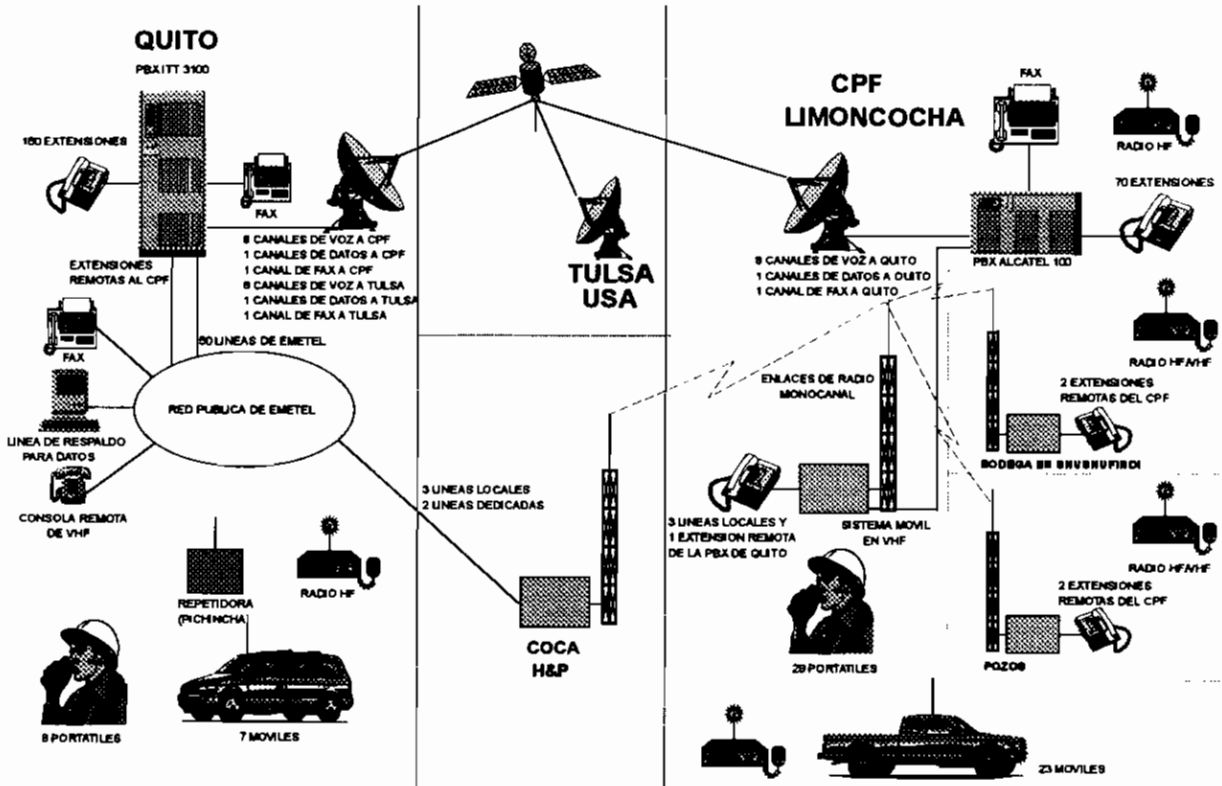 QUITO
PBX ITT 3100
EXTENSIONES
FAX
CANALES DE VOZ A CPF
1 CANALES DE DATOS A CPF
1 CANAL DE FAX A CPF
CANALES DE VOZ A TULSA
1 CANALES DE DATOS A TULSA
1 CANAL DE FAX A TULSA
EXTENSIONES
REMOTAS AL CPF
LINEAS DE EMETEL
FAX
RED PUBLICA DE EMETEL
LINEA DE RESPALDO
PARA DATOS
CONSOLA REMOTA
DE VHF
REPETIDORA
(PICHINCHA)
RADIO HF
8 PORTATILES
7 MOVILES
TULSA
USA
3 LINEAS LOCALES
2 LINEAS DEDICADAS
COCA
H&P
CPF
LIMONCOCHA
FAX
RADIO HF
70 EXTENSIONES
PBX ALCATEL 100
CANALES DE VOZ A QUITO
1 CANALES DE DATOS A QUITO
1 CANAL DE FAX A QUITO
RADIO HF/VHF
ENLACES DE RADIO
MONOCANAL
2 EXTENSIONES
REMOTAS DEL CPF
BODEGA EN SHUSHUFINDI
3 LINEAS LOCALES Y
1 EXTENSION REMOTA
DE LA PBX DE QUITO
SISTEMA MOVIL
EN VHF
RADIO HF/VHF
2 EXTENSIONES
REMOTAS DEL CPF
POZOS
PORTATILES
23 MOVILES